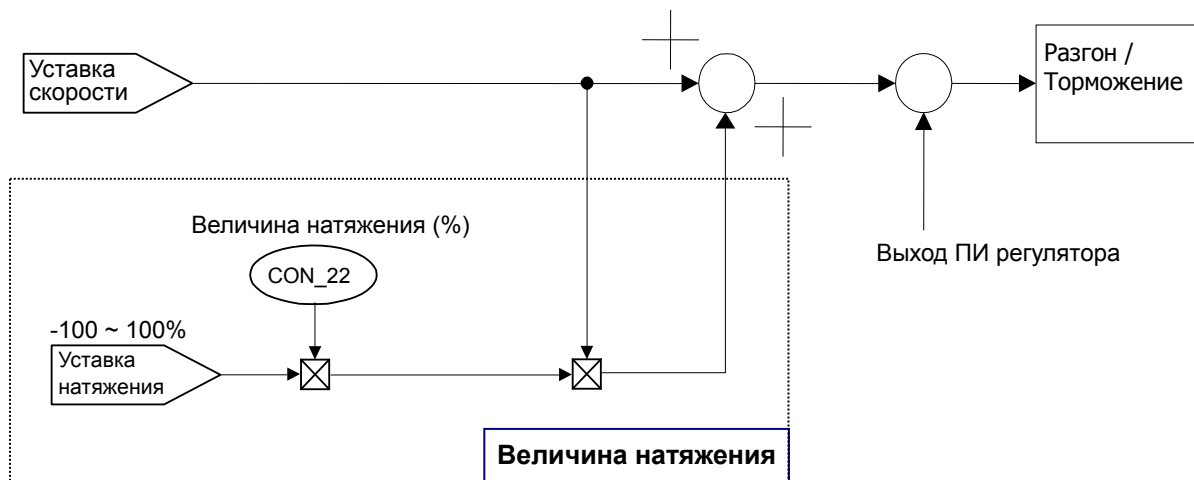 Уставка
скорости
Разгон /
Торможение
Величина натяжения (%)
CON_22
Выход ПИ регулятора
-100 ~ 100%
Уставка
натяжения
Величина натяжения